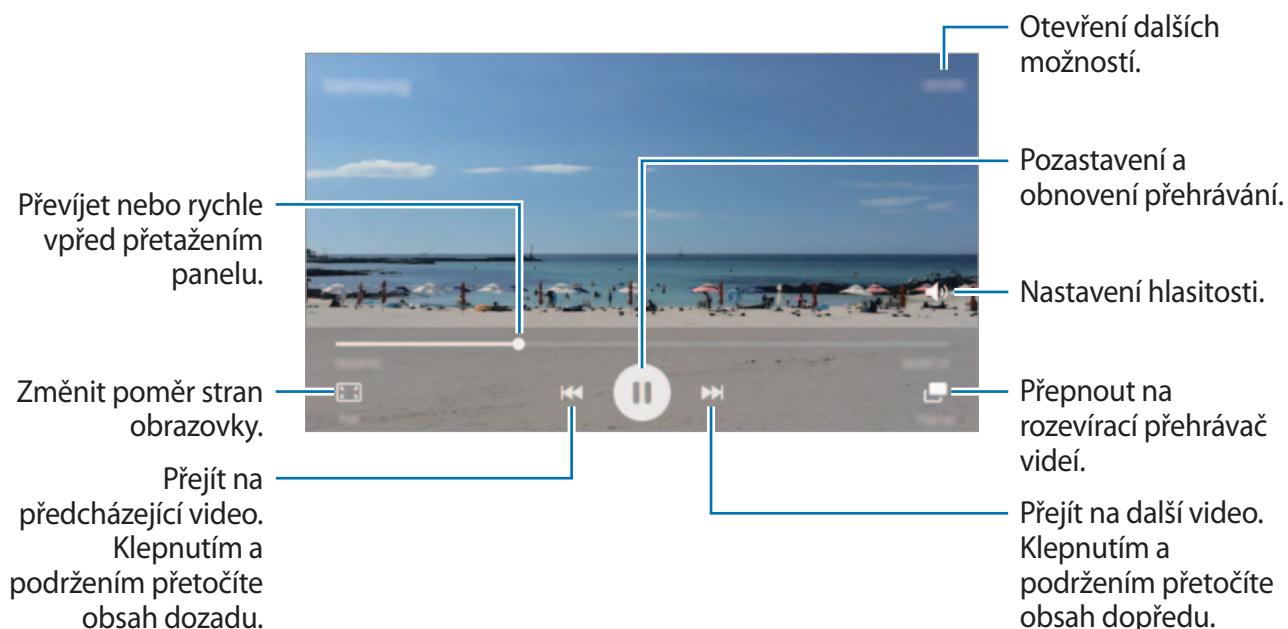 Otevření dalších
možností.
Pozastavení a
obnovení přehrávání.
Převíjet nebo rychle
vpřed přetažením
panelu.
Nastavení hlasitosti.
Změnit poměr stran
obrazovky.
Přepnout na
rozevírací přehrávač
videí.
Přejít na
předcházející video.
Klepnutím a
podržením přetočíte
obsah dozadu.
Přejít na další video.
Klepnutím a
podržením přetočíte
obsah dopředu.